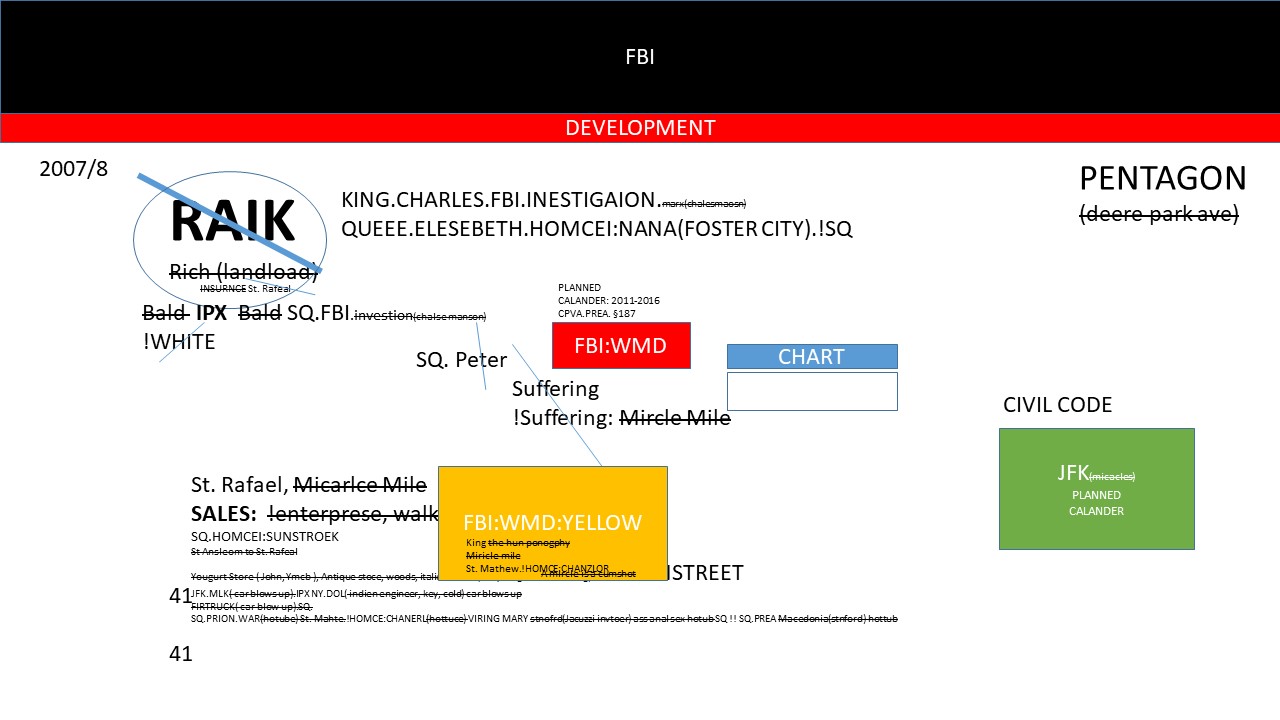 FBI
DEVELOPMENT
2007/8
PENTAGON
(deere park ave)
RAIK
KING.CHARLES.FBI.INESTIGAION.marx(chalesmaosn)
QUEEE.ELESEBETH.HOMCEI:NANA(FOSTER CITY).!SQ
Rich (landload)
INSURNCE St. Rafeal
Bald IPX Bald SQ.FBI.investion(chalse manson)
!WHITE
PLANNED
CALANDER: 2011-2016
CPVA.PREA. §187
FBI:WMD
CHART
SQ. Peter
Suffering
!Suffering: Mircle Mile
CIVIL CODE
JFK(micacles)
PLANNED
CALANDER
St. Rafael, Micarlce Mile
SALES: !enterprese, walk
SQ.HOMCEI:SUNSTROEK
St Ansleom to St. Rafeal
FBI:WMD:YELLOW
King the hun ponogphy
Miricle mile
St. Mathew.!HOMCE:CHANZLOR
A mircle is a cumshot
Yougurt Store ( John, Ymcb ), Antique stoce, woods,
STREET
41
JFK.MLK( car blows up).IPX NY.DOL( indien engineer, key, cold) car blows up
FIRTRUCK( car blow up).SQ.
SQ.PRION.WAR(hotube) St. Mahte.!HOMCE:CHANERL(hottuce) VIRING MARY stnofrd(Jacuzzi invtoer) ass anal sex hotub SQ !! SQ.PREA Macedonia(stnford) hottub
41